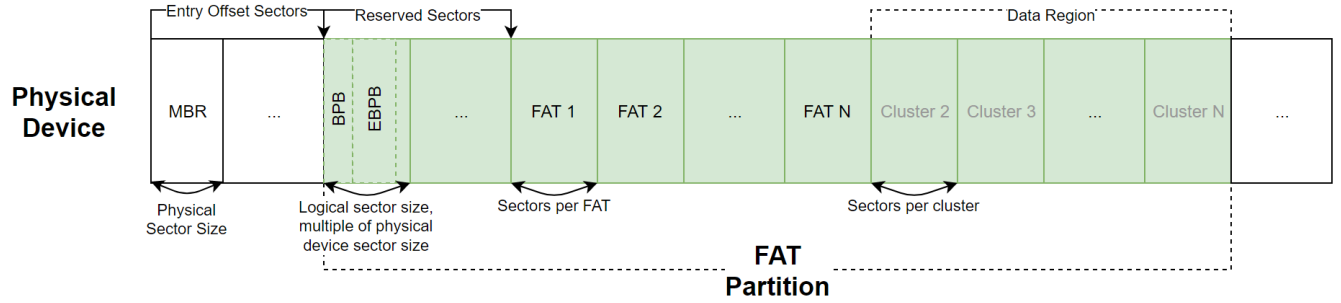 Entry Offset Sectors
Reserved Sectors
Data Region
Physical
Device
MBR
...
BPB
EBPB
...
FAT 1
FAT 2
...
FAT N
Cluster 2
Cluster 3
...
Cluster N
...
Physical
Sector Size
Logical sector size,
multiple of physical
device sector size
Sectors per FAT
Sectors per cluster
FAT
Partition